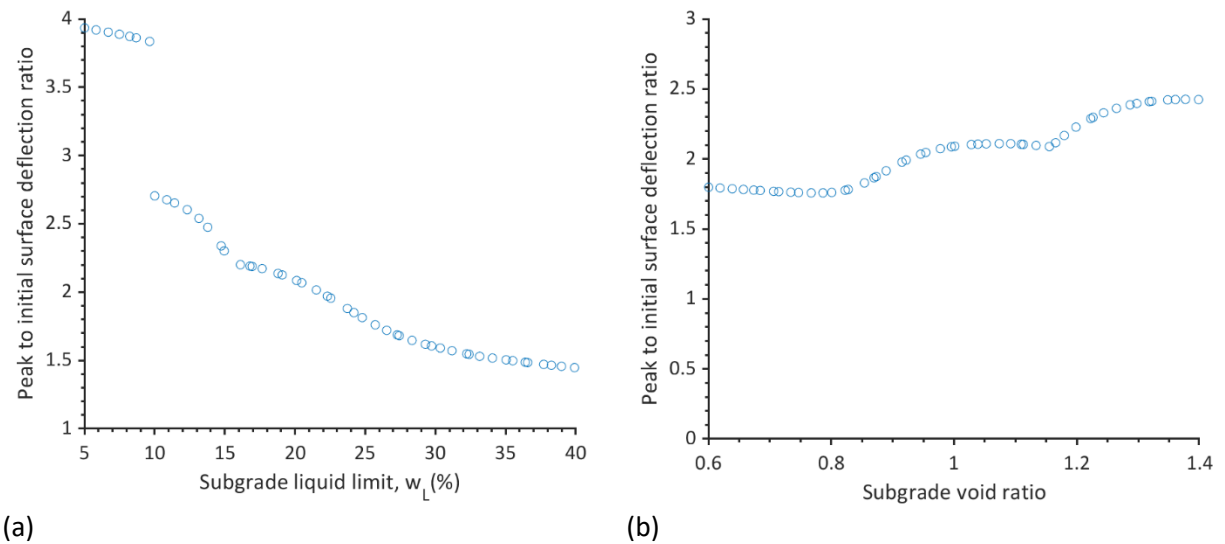 Peak to initial surface deflection ratio
4
3.5
3
2.5
2
1.5
1
5 10 15 20 25 30 35 40
Subgrade liquid limit, w_L(%)
(a)
Peak to initial surface deflection ratio
3
2.5
2
1.5
1
0.5
0
0.6 0.8 1 1.2 1.4
Subgrade void ratio
(b)